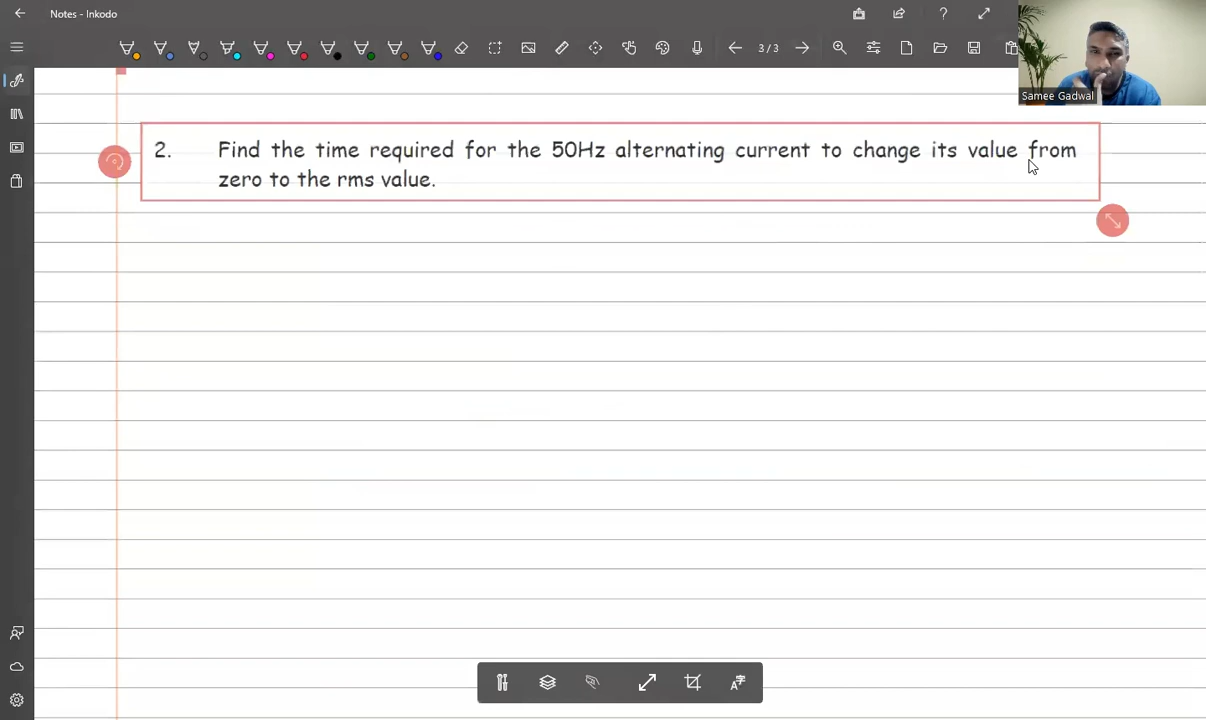 Notes - Inkodo
3 / 3
Samee Gadwal
2. Find the time required for the 50Hz alternating current to change its value from
zero to the rms value.